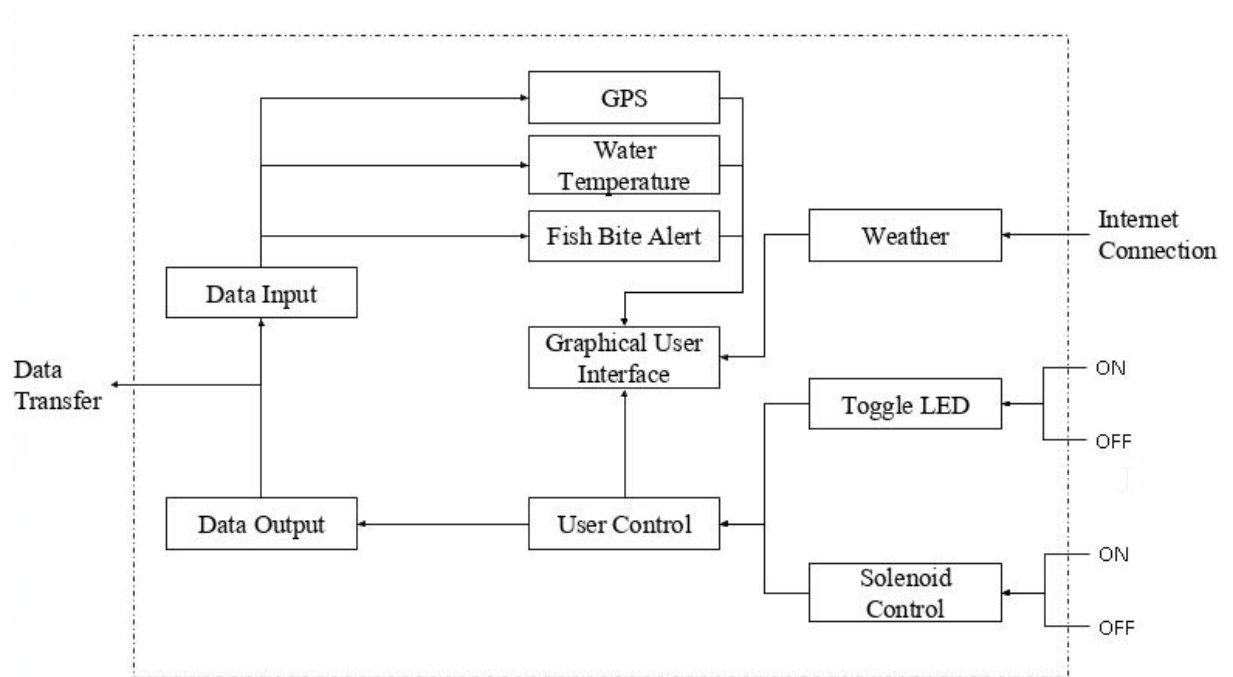 GPS
Water
Temperature
Fish Bite Alert
Weather
Internet
Connection
Data Input
Graphical User
Interface
Data
Transfer
Toggle LED
ON
OFF
Data Output
User Control
Solenoid
Control
ON
OFF